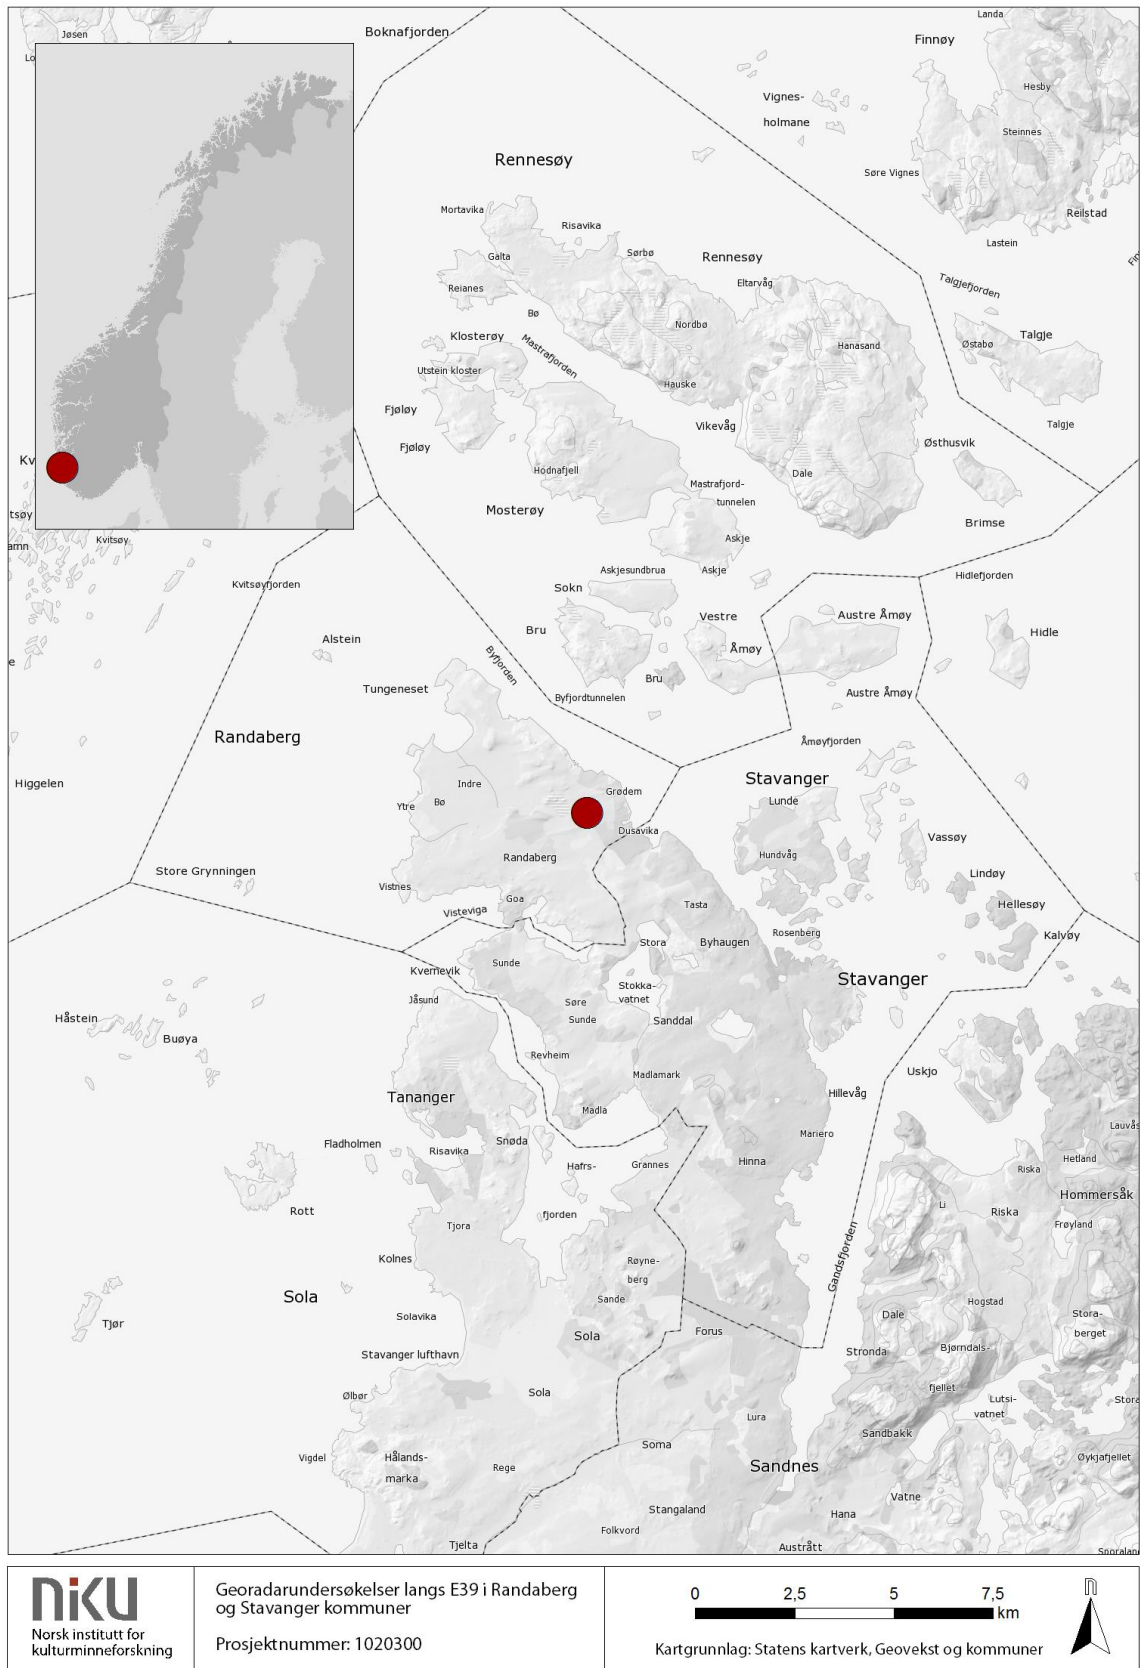 Jøsen
Lo
Boknafjorden
Landa
Finnøy
Hesby
Vignes-
holmane
Steinnes
Rennesøy
Søre Vignes
Mortavika
Reilstad
Risavika
Lastein
Galta
Sørbø
Rennesøy
Eltarvåg
Talgjefjorden
Reianes
Bø
Nordbø
Klosterøy
Mastrafjorden
Hanasand
Østabø
Talgje
Utstein kloster
Hauske
Fjøløy
Vikevåg
Talgje
Fjøløy
Østhusvik
Kv
Hodnafjell
Dale
Mastrafjord-
tunnelen
Mosterøy
tsøy
Brimse
Kvitsøy
amn
Askje
Askjesundbrua
Askje
Kvitsøyfjorden
Hidlefjorden
Sokn
Vestre
Austre Åmøy
Bru
Hidle
Alstein
Åmøy
e
Byfjorden
Bru
Tungeneset
Austre Åmøy
Byfjordtunnelen
Randaberg
Åmøyfjorden
Higgelen
Stavanger
Indre
Grødem
Lunde
Ytre
Bø
Dusavika
Vassøy
Randaberg
Hundvåg
Store Grynningen
Lindøy
Vistnes
Goa
Tasta
Hellesøy
Visteviga
Rosenberg
Kalvøy
Stora
Byhaugen
Kvernevik
Sunde
Stavanger
Stokka-
vatnet
Jåsund
Søre
Sunde
Håstein
Sanddal
Buøya
Revheim
Uskjo
Madlamark
Tananger
Hillevåg
Madla
Lauvås
Mariero
Fladholmen
Snøda
Risavika
Hafrs-
Grannes
Hinna
Hetland
Riska
Hommersåk
Rott
fjorden
Li
Riska
Tjora
Frøyland
Kolnes
Røyne-
berg
Gandsfjorden
Sola
Sande
Hogstad
Solavika
Dale
Stora-
berget
Tjør
Sola
Forus
Stavanger lufthavn
Stronda
Bjørndals-
fjellet
Ølbør
Sola
Lutsi-
vatnet
Stora
Lura
Sandbakk
Soma
Vigdel
Hålands-
marka
Rege
Sandnes
Øykjafjellet
Vatne
Stangaland
Hana
Folkvord
Tjelta
Austrått
niku
Norsk institutt for
kulturminneforskning
Georadarundersøkelser langs E39 i Randaberg
og Stavanger kommuner
Prosjektnummer: 1020300
0 2,5 5 7,5
km
Kartgrunnlag: Statens kartverk, Geovekst og kommuner
n